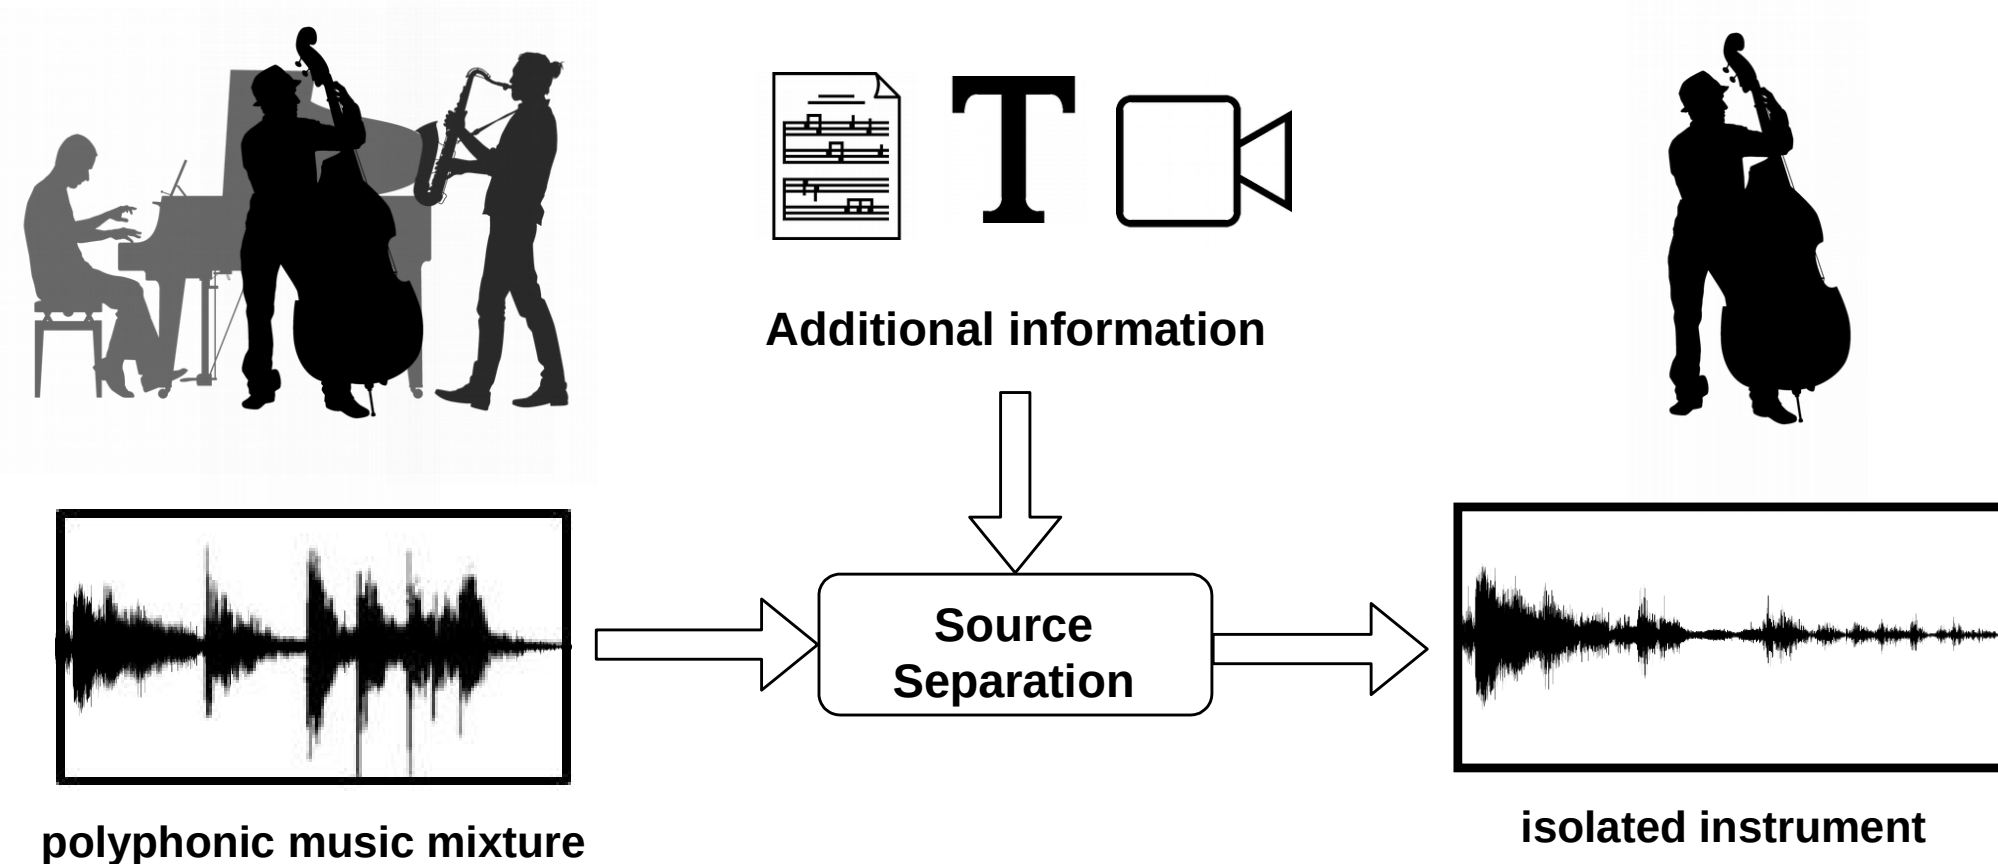 T
Additional information
Source
Separation
polyphonic music mixture
isolated instrument